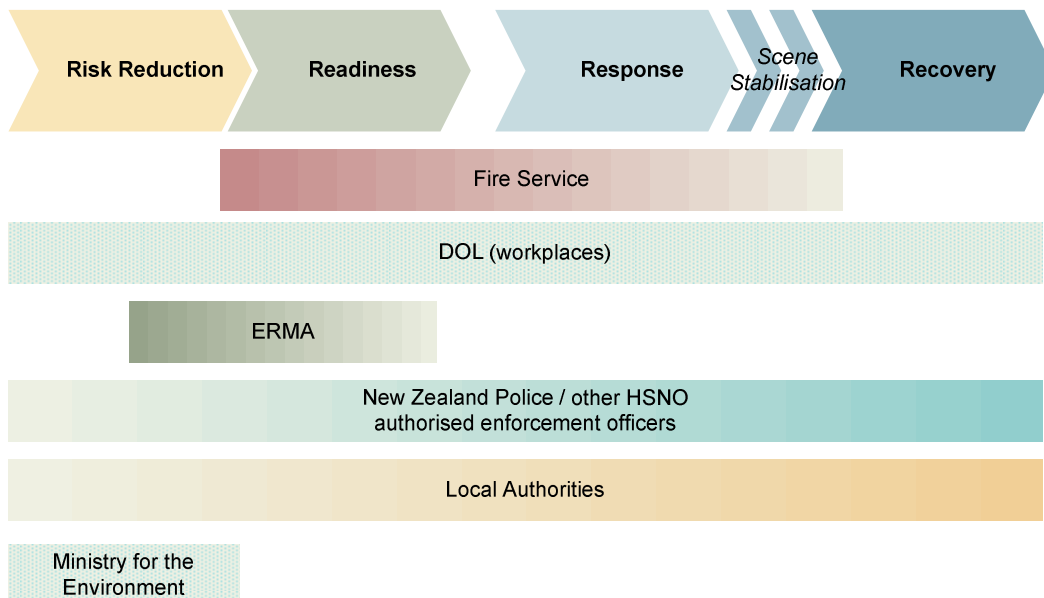 Risk Reduction
Readiness
Response
Scene
Stabilisation
Recovery
Fire Service
DOL (workplaces)
ERMA
New Zealand Police / other HSNO
authorised enforcement officers
Local Authorities
Ministry for the
Environment